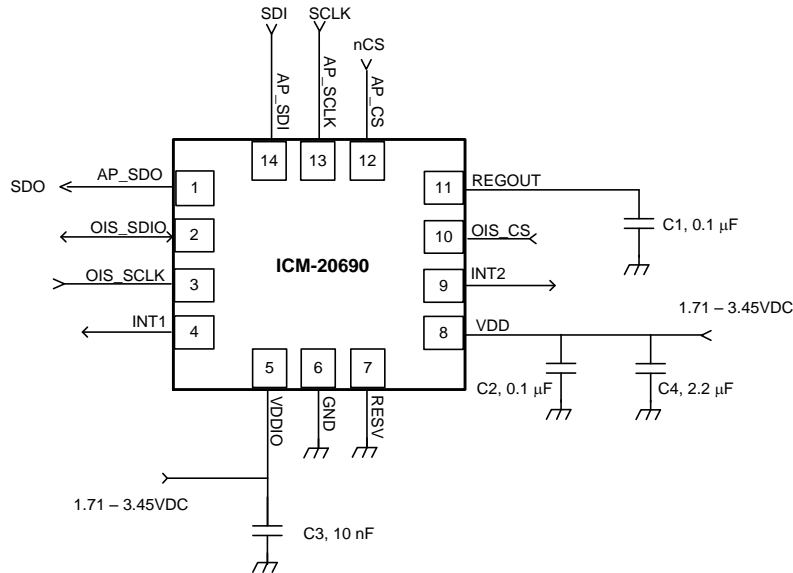 SDI
SCLK
nCS
AP_SDI
AP_SCLK
AP_CS
14
13
12
SDO
AP_SDO
1
11
REGOUT
C1, 0.1 μF
OIS_SDIO
2
10
OIS_CS
ICM-20690
OIS_SCLK
3
9
INT2
INT1
4
8
VDD
1.71 – 3.45VDC
5
6
7
C2, 0.1 μF
C4, 2.2 μF
VDDIO
GND
RESV
1.71 – 3.45VDC
C3, 10 nF